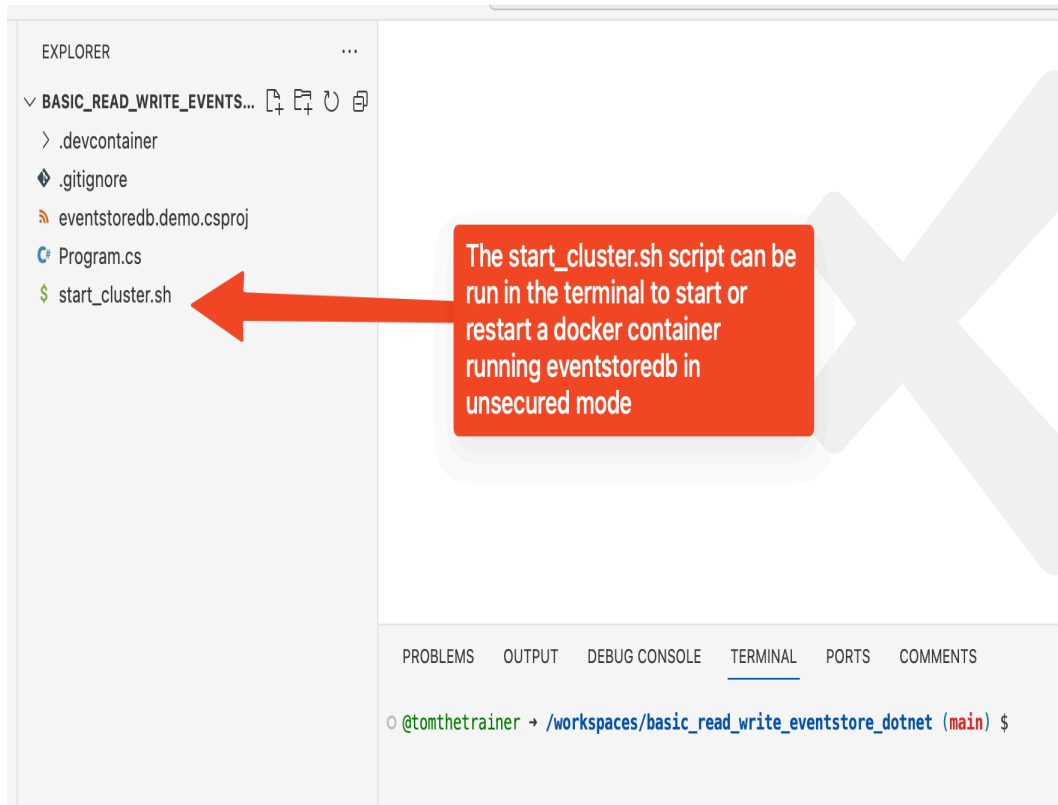 EXPLORER ...
BASIC_READ_WRITE_EVENTS...
.devcontainer
.gitignore
eventstoredb.demo.csproj
C# Program.cs
$ start_cluster.sh
The start_cluster.sh script can be
run in the terminal to start or
restart a docker container
running eventstoredb in
unsecured mode
PROBLEMS OUTPUT DEBUG CONSOLE TERMINAL PORTS COMMENTS
@tomthetrainer → /workspaces/basic_read_write_eventstore_dotnet (main) $